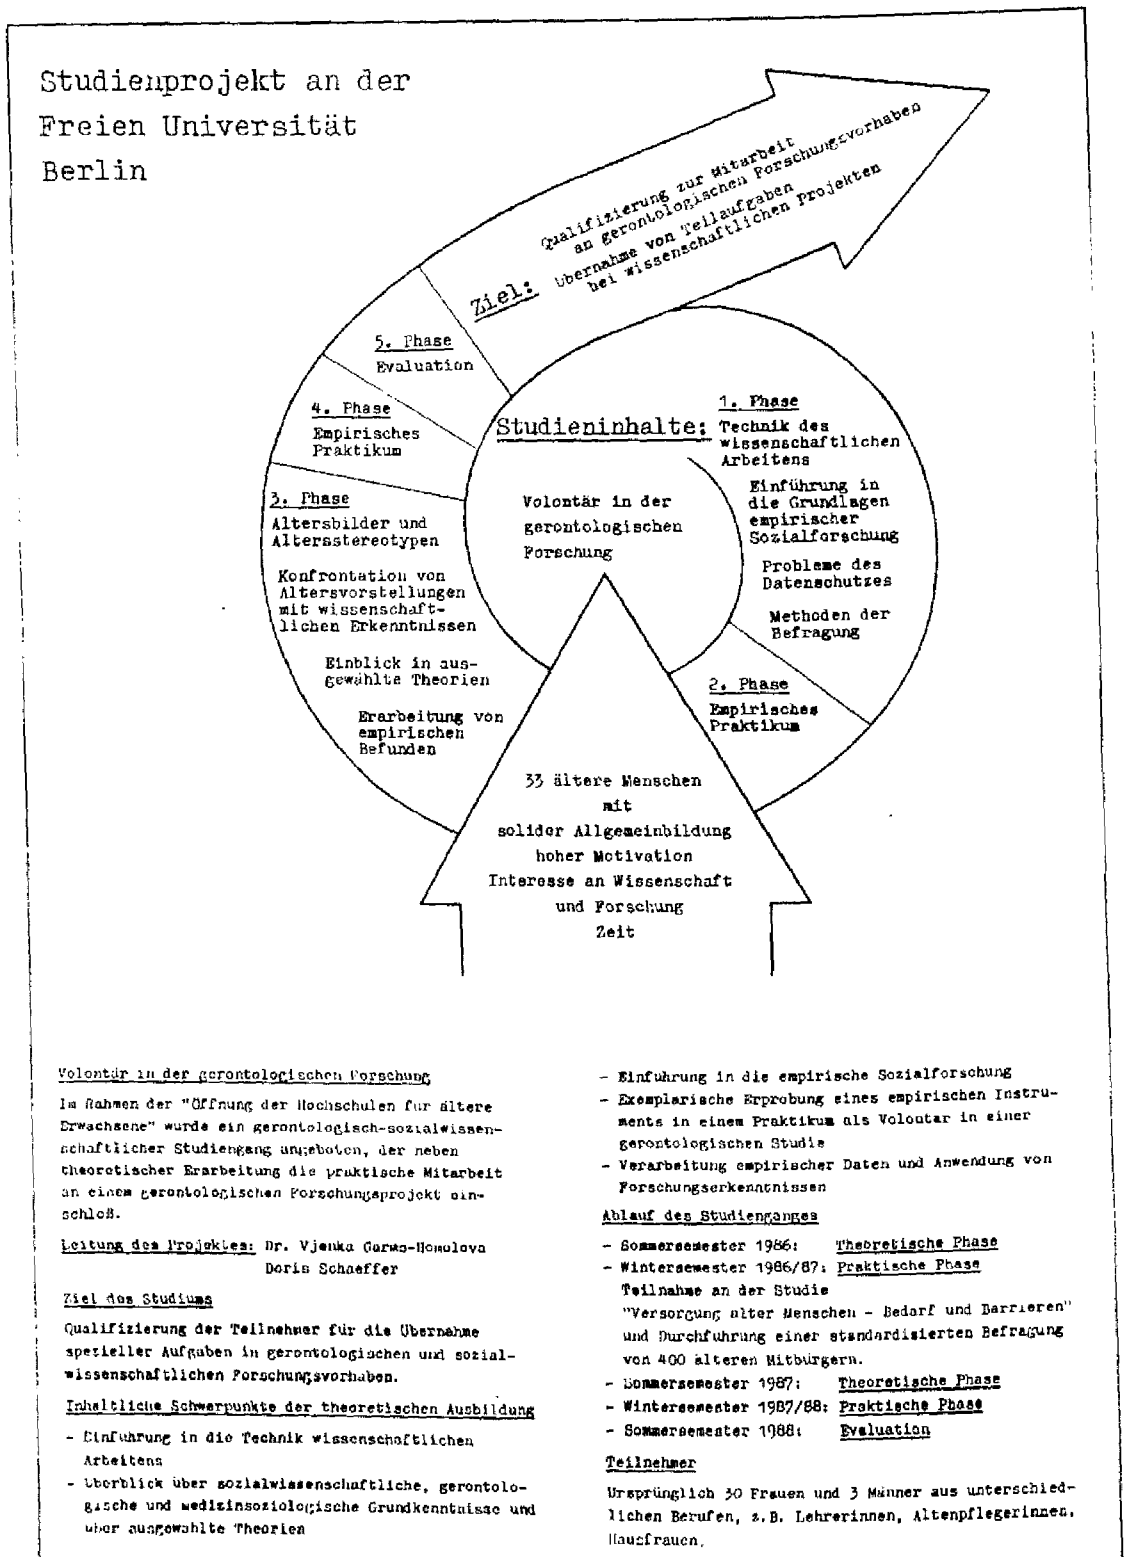 Studienprojekt an der
Freien Universität
Berlin
Qualifizierung zur Mitarbeit
an gerontologischen Forschungsvorhaben
Ziel: Übernahme von Teilaufgaben
bei wissenschaftlichen Projekten
5. Phase
Evaluation
4. Phase
Empirisches
Praktikum
3. Phase
Altersbilder und
Altersstereotypen
Konfrontation von
Altersvorstellungen
mit wissenschaft-
lichen Erkenntnissen
Einblick in aus-
gewählte Theorien
Erarbeitung von
empirischen
Befunden
Studieninhalte:
Volontär in der
gerontologischen
Forschung
1. Phase
Technik des
wissenschaftlichen
Arbeitens
Einführung in
die Grundlagen
empirischer
Sozialforschung
Probleme des
Datenschutzes
Methoden der
Befragung
2. Phase
Empirisches
Praktikum
33 ältere Menschen
mit
solider Allgemeinbildung
hoher Motivation
Interesse an Wissenschaft
und Forschung
Zeit
Volontär in der gerontologischen Forschung
Im Rahmen der "Öffnung der Hochschulen für ältere
Erwachsene" wurde ein gerontologisch-sozialwissen-
schaftlicher Studiengang angeboten, der neben
theoretischer Erarbeitung die praktische Mitarbeit
an einem gerontologischen Forschungsprojekt ein-
schloß.
Leitung des Projektes: Dr. Vjenka Garms-Homolova
Doris Schaeffer
Ziel des Studiums
Qualifizierung der Teilnehmer für die Übernahme
spezieller Aufgaben in gerontologischen und sozial-
wissenschaftlichen Forschungsvorhaben.
Inhaltliche Schwerpunkte der theoretischen Ausbildung
- Einführung in die Technik wissenschaftlichen
Arbeitens
- Überblick über sozialwissenschaftliche, gerontolo-
gische und medizinsoziologische Grundkenntnisse und
über ausgewählte Theorien
- Einführung in die empirische Sozialforschung
- Exemplarische Erprobung eines empirischen Instru-
ments in einem Praktikum als Volontär in einer
gerontologischen Studie
- Verarbeitung empirischer Daten und Anwendung von
Forschungserkenntnissen
Ablauf des Studienganges
- Sommersemester 1986: Theoretische Phase
- Wintersemester 1986/87: Praktische Phase
Teilnahme an der Studie
"Versorgung alter Menschen - Bedarf und Barrieren"
und Durchführung einer standardisierten Befragung
von 400 älteren Mitbürgern.
- Sommersemester 1987: Theoretische Phase
- Wintersemester 1987/88: Praktische Phase
- Sommersemester 1988: Evaluation
Teilnehmer
Ursprünglich 30 Frauen und 3 Männer aus unterschied-
lichen Berufen, z.B. Lehrerinnen, Altenpflegerinnen,
Hausfrauen.